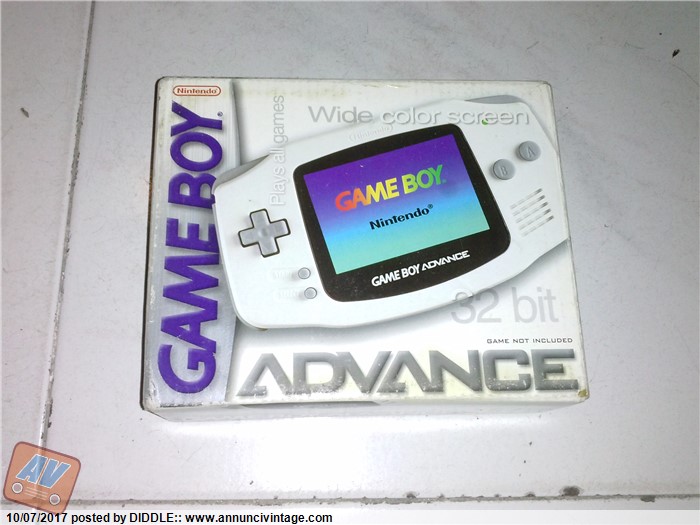 Nintendo
GAME BOY
Plays all games
Wide color screen
GAME BOY
Nintendo®
GAME BOY ADVANCE
B
A
32 bit
GAME NOT INCLUDED
ADVANCE
AV
10/07/2017 posted by DIDDLE:: www.annuncivintage.com